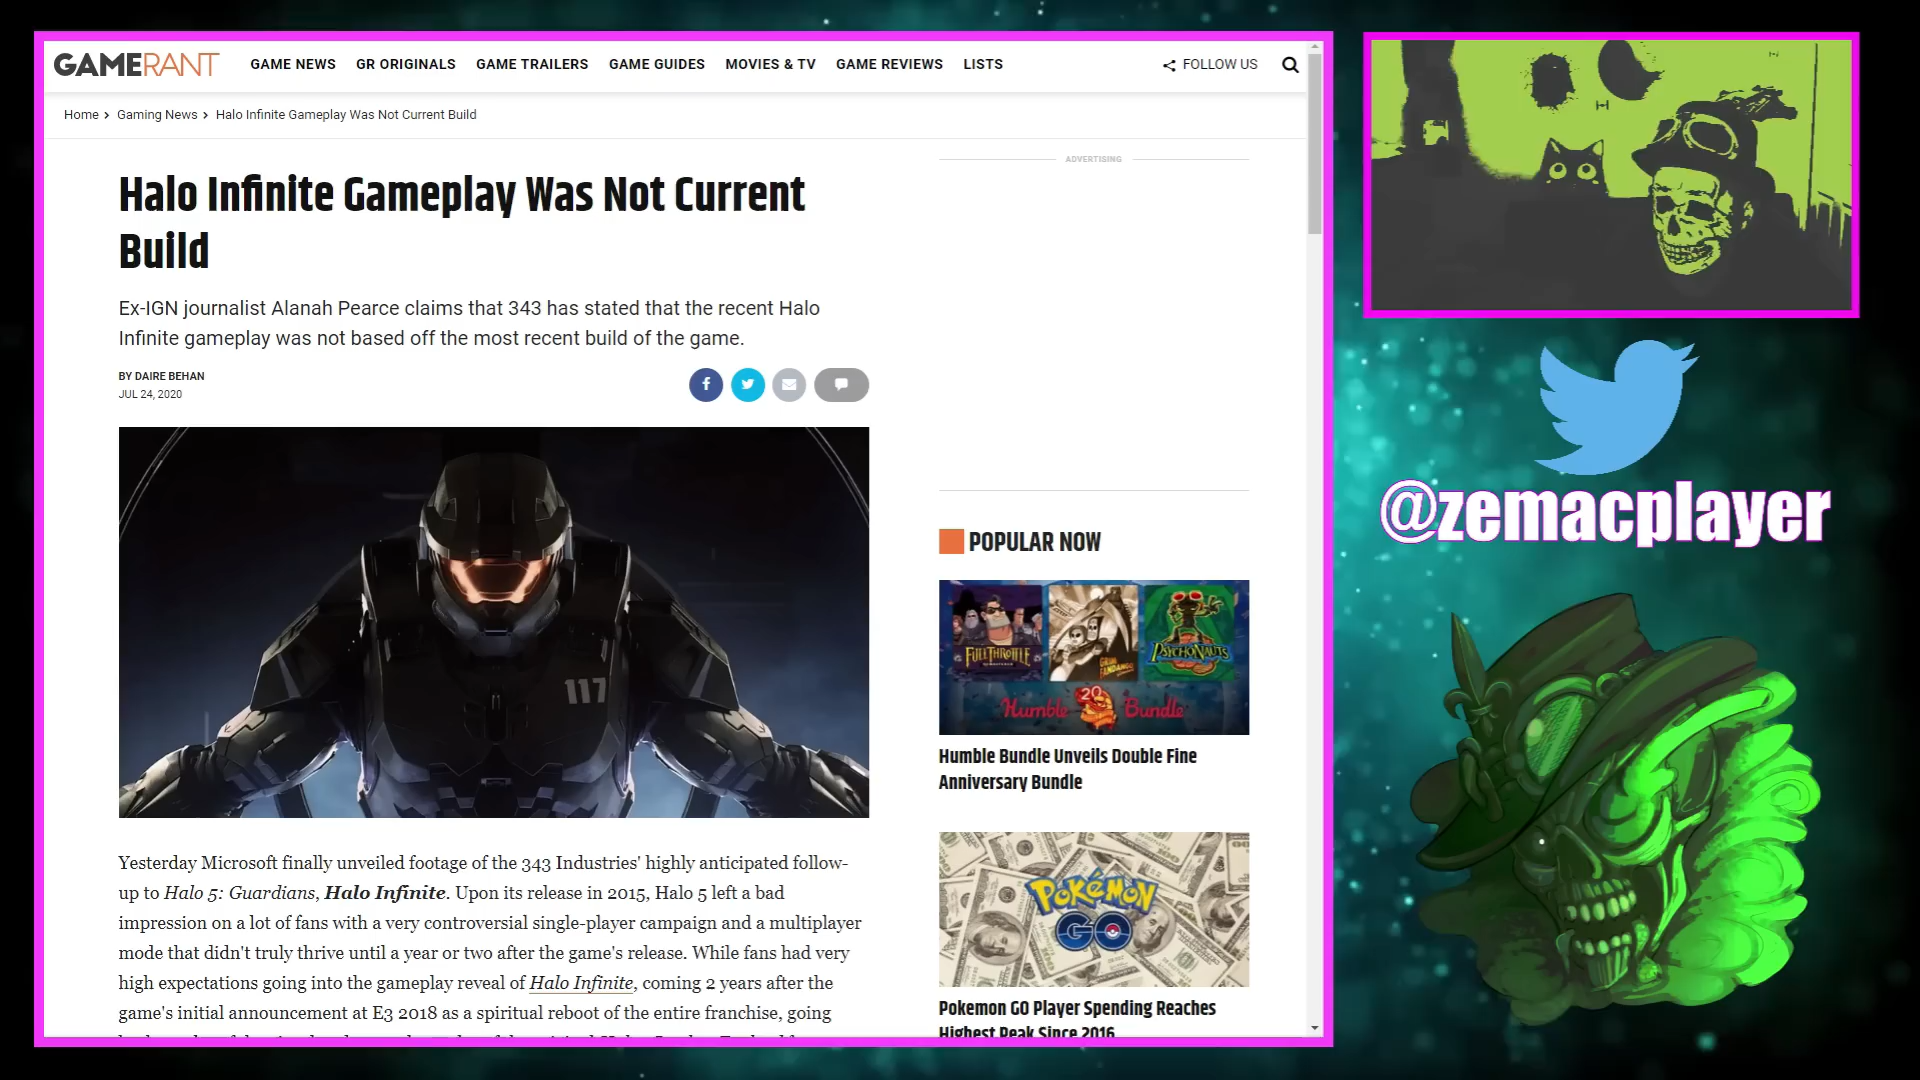 GAMERANT
GAME NEWS GR ORIGINALS GAME TRAILERS GAME GUIDES MOVIES & TV GAME REVIEWS LISTS FOLLOW US
Home > Gaming News > Halo Infinite Gameplay Was Not Current Build
ADVERTISING
Halo Infinite Gameplay Was Not Current
Build
Ex-IGN journalist Alanah Pearce claims that 343 has stated that the recent Halo
Infinite gameplay was not based off the most recent build of the game.
BY DAIRE BEHAN
JUL 24, 2020
117
Yesterday Microsoft finally unveiled footage of the 343 Industries' highly anticipated follow-
up to Halo 5: Guardians, Halo Infinite. Upon its release in 2015, Halo 5 left a bad
impression on a lot of fans with a very controversial single-player campaign and a multiplayer
mode that didn't truly thrive until a year or two after the game's release. While fans had very
high expectations going into the gameplay reveal of Halo Infinite, coming 2 years after the
game's initial announcement at E3 2018 as a spiritual reboot of the entire franchise, going
POPULAR NOW
FULL THROTTLE
GRIM FANDANGO
PSYCHONAUTS
Humble 20 Bundle
Humble Bundle Unveils Double Fine
Anniversary Bundle
POKÉMON
GO
Pokemon GO Player Spending Reaches
Highest Peak Since 2016
@zemacplayer